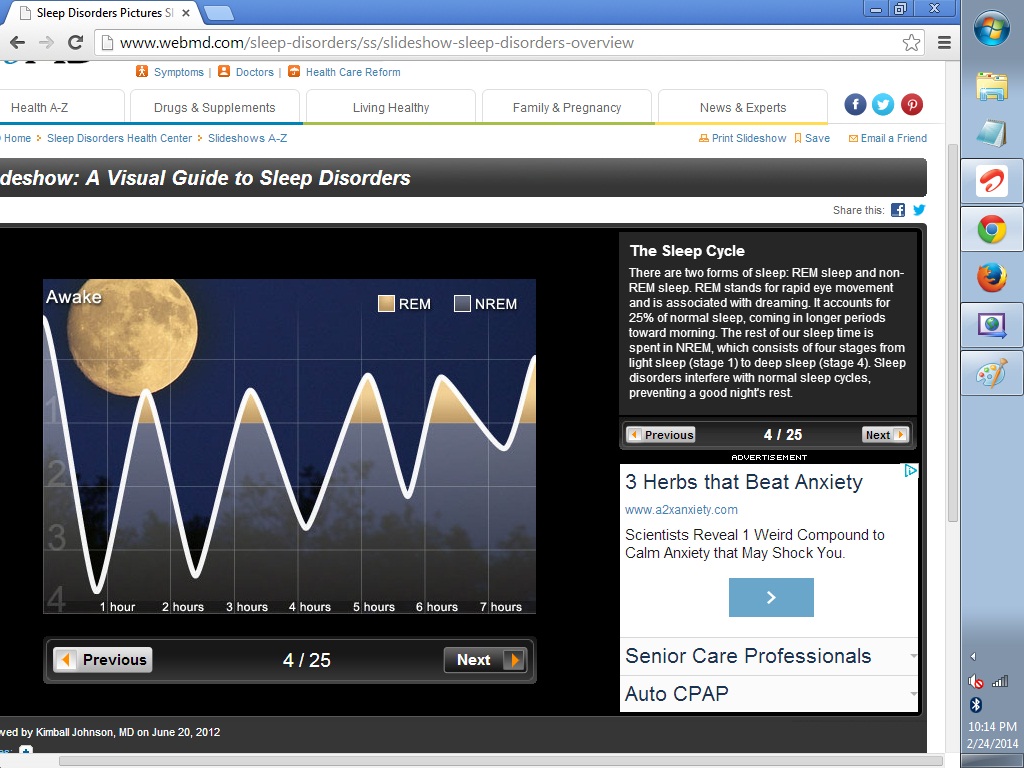 Sleep Disorders Pictures Sl
www.webmd.com/sleep-disorders/ss/slideshow-sleep-disorders-overview
Symptoms | Doctors | Health Care Reform
Health A-Z
Drugs & Supplements
Living Healthy
Family & Pregnancy
News & Experts
Home
Sleep Disorders Health Center
Slideshows A-Z
Print Slideshow
Save
Email a Friend
deshow: A Visual Guide to Sleep Disorders
Share this:
Awake
REM
NREM
1
2
3
4
1 hour
2 hours
3 hours
4 hours
5 hours
6 hours
7 hours
Previous
4 / 25
Next
The Sleep Cycle
There are two forms of sleep: REM sleep and non-
REM sleep. REM stands for rapid eye movement
and is associated with dreaming. It accounts for
25% of normal sleep, coming in longer periods
toward morning. The rest of our sleep time is
spent in NREM, which consists of four stages from
light sleep (stage 1) to deep sleep (stage 4). Sleep
disorders interfere with normal sleep cycles,
preventing a good night's rest.
Previous
4 / 25
Next
ADVERTISEMENT
3 Herbs that Beat Anxiety
www.a2xanxiety.com
Scientists Reveal 1 Weird Compound to
Calm Anxiety that May Shock You.
Senior Care Professionals
Auto CPAP
wed by Kimball Johnson, MD on June 20, 2012
10:14 PM
2/24/2014